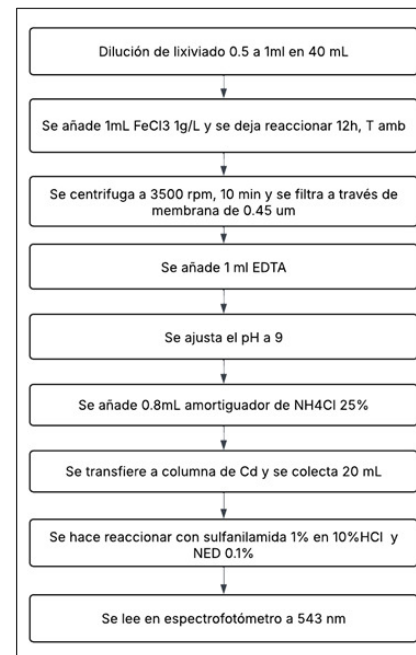 Dilución de lixiviado 0.5 a 1ml en 40 mL
Se añade 1mL FeCl3 1g/L y se deja reaccionar 12h, T amb
Se centrifuga a 3500 rpm, 10 min y se filtra a través de
membrana de 0.45 um
Se añade 1 ml EDTA
Se ajusta el pH a 9
Se añade 0.8mL amortiguador de NH4Cl 25%
Se transfiere a columna de Cd y se colecta 20 mL
Se hace reaccionar con sulfanilamida 1% en 10%HCl y
NED 0.1%
Se lee en espectrofotómetro a 543 nm